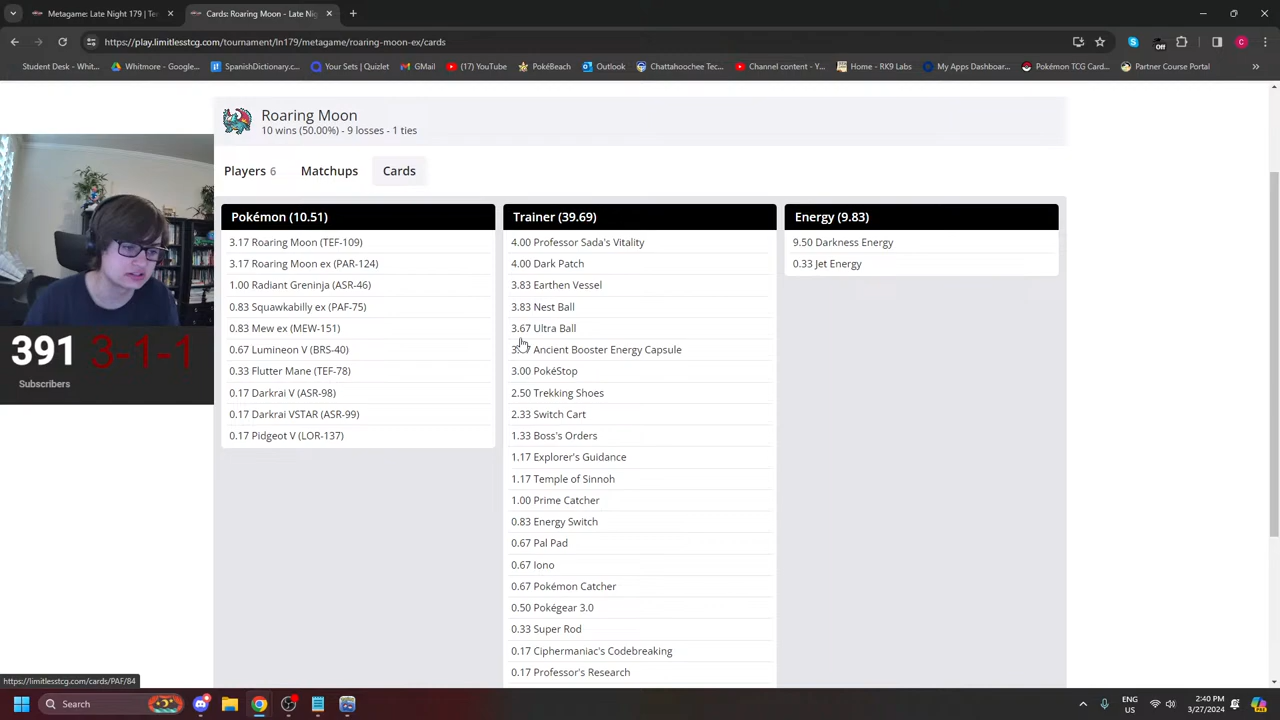 Metagame: Late Night 179 | Te
Cards: Roaring Moon - Late Nig
https://play.limitlesstcg.com/tournament/ln179/metagame/roaring-moon-ex/cards
Student Desk - Whit...
Whitmore - Google...
SpanishDictionary.c...
Your Sets | Quizlet
GMail
(17) YouTube
PokéBeach
Outlook
Chattahoochee Tec...
Channel content - Y...
Home - RK9 Labs
My Apps Dashboar...
Pokémon TCG Card...
Partner Course Portal
Off
Roaring Moon
10 wins (50.00%) - 9 losses - 1 ties
Players 6
Matchups
Cards
Pokémon (10.51)
3.17 Roaring Moon (TEF-109)
3.17 Roaring Moon ex (PAR-124)
1.00 Radiant Greninja (ASR-46)
0.83 Squawkabilly ex (PAF-75)
0.83 Mew ex (MEW-151)
0.67 Lumineon V (BRS-40)
0.33 Flutter Mane (TEF-78)
0.17 Darkrai V (ASR-98)
0.17 Darkrai VSTAR (ASR-99)
0.17 Pidgeot V (LOR-137)
Trainer (39.69)
4.00 Professor Sada's Vitality
4.00 Dark Patch
3.83 Earthen Vessel
3.83 Nest Ball
3.67 Ultra Ball
Ancient Booster Energy Capsule
3.00 PokéStop
2.50 Trekking Shoes
2.33 Switch Cart
1.33 Boss's Orders
1.17 Explorer's Guidance
1.17 Temple of Sinnoh
1.00 Prime Catcher
0.83 Energy Switch
0.67 Pal Pad
0.67 Iono
0.67 Pokémon Catcher
0.50 Pokégear 3.0
0.33 Super Rod
0.17 Ciphermaniac's Codebreaking
0.17 Professor's Research
Energy (9.83)
9.50 Darkness Energy
0.33 Jet Energy
391
3-1-1
Subscribers
https://limitlesstcg.com/cards/PAF/84
Search
ENG
US
2:40 PM
3/27/2024